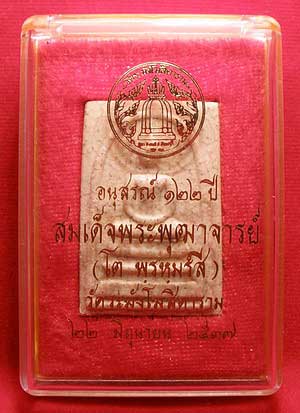 อนุสรณ์ ๑๒๒ ปี
สมเด็จพระพุฒาจารย์
(โต พรหมรังสี)
วัดระฆังโฆสิตาราม
๒๒ มิถุนายน ๒๕๓๗